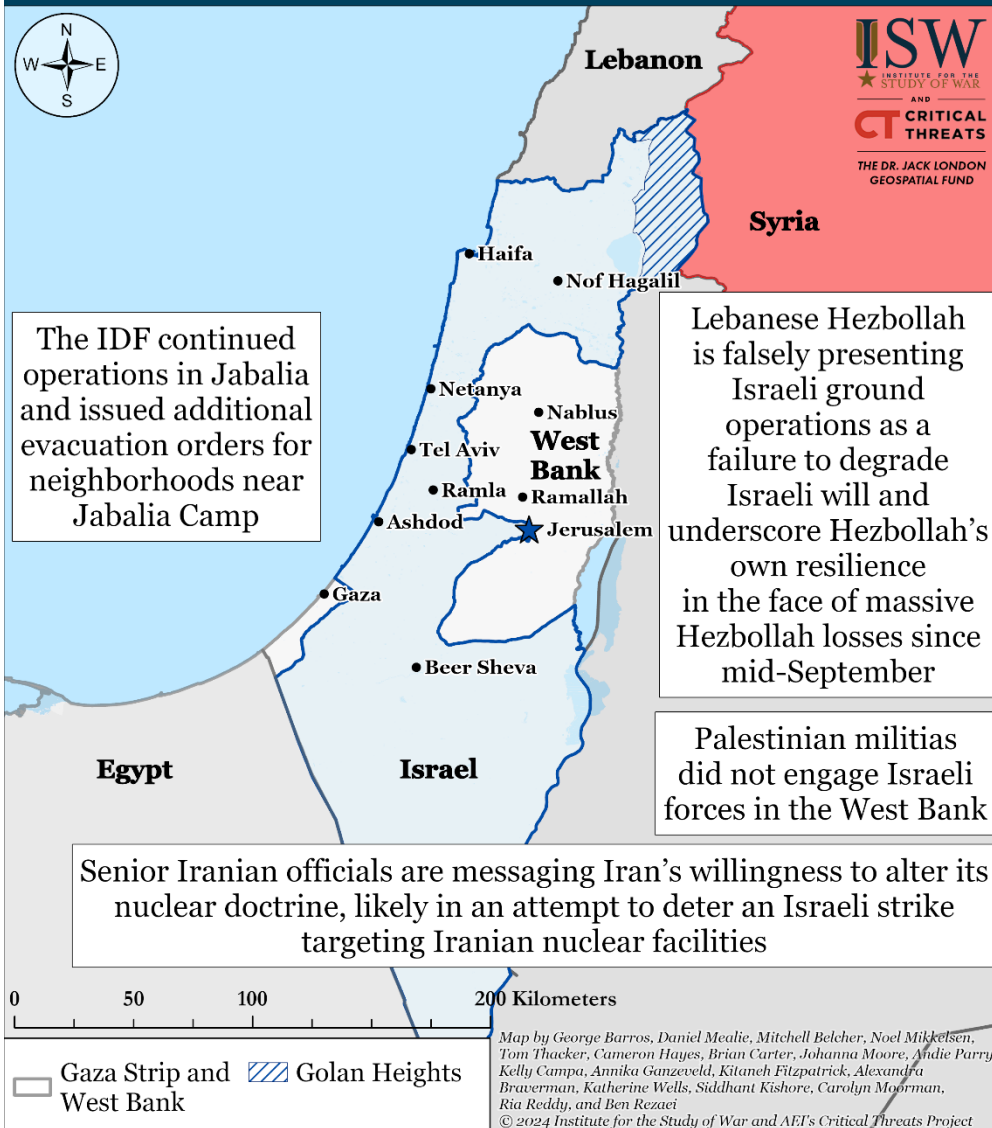 N
W
E
S
Lebanon
ISW
INSTITUTE FOR THE
STUDY OF WAR
AND
CT CRITICAL
THREATS
THE DR. JACK LONDON
GEOSPATIAL FUND
Syria
Haifa
Nof Hagalil
The IDF continued
operations in Jabalia
and issued additional
evacuation orders for
neighborhoods near
Jabalia Camp
Lebanese Hezbollah
is falsely presenting
Israeli ground
operations as a
failure to degrade
Israeli will and
underscore Hezbollah’s
own resilience
in the face of massive
Hezbollah losses since
mid-September
Netanya
Nablus
West
Bank
Tel Aviv
Ramla
Ramallah
Ashdod
Jerusalem
Gaza
Beer Sheva
Palestinian militias
did not engage Israeli
forces in the West Bank
Egypt
Israel
Senior Iranian officials are messaging Iran’s willingness to alter its
nuclear doctrine, likely in an attempt to deter an Israeli strike
targeting Iranian nuclear facilities
0 50 100 200 Kilometers
Gaza Strip and
West Bank
Golan Heights
Map by George Barros, Daniel Mealie, Mitchell Belcher, Noel Mikkelsen,
Tom Thacker, Cameron Hayes, Brian Carter, Johanna Moore, Andie Parry,
Kelly Campa, Annika Ganzeveld, Kitaneh Fitzpatrick, Alexandra
Braverman, Katherine Wells, Siddhant Kishore, Carolyn Moorman,
Ria Reddy, and Ben Rezaei
© 2024 Institute for the Study of War and AEI's Critical Threats Project